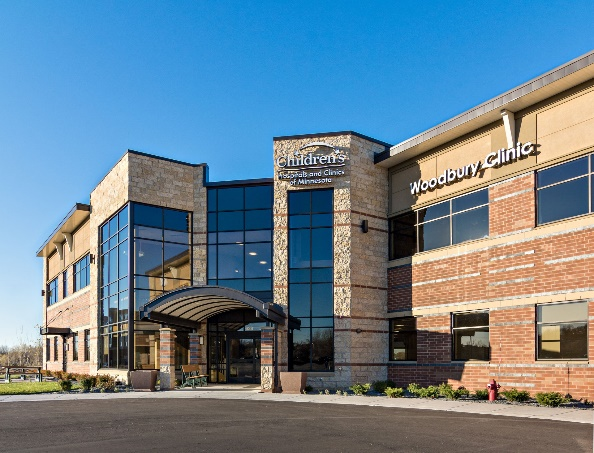 Children's
Hospitals and Clinics
of Minnesota
Woodbury Clinic